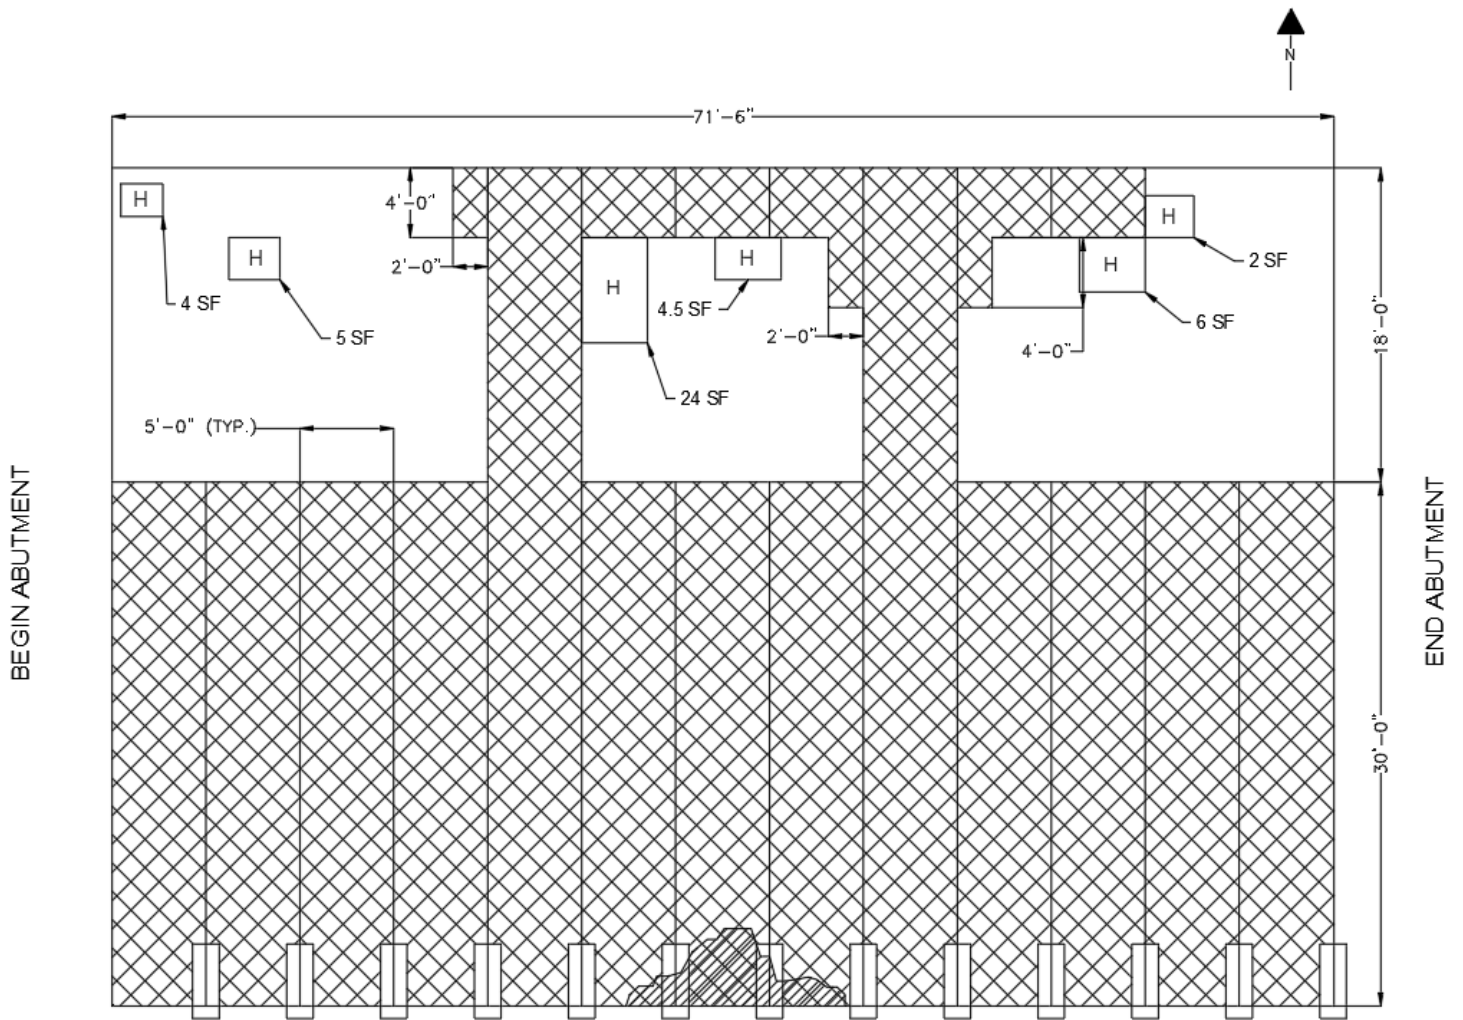 N
71'-6"
H
4'-0"
H
H
2'-0"
H
H
H
2 SF
4 SF
4.5 SF
5 SF
2'-0"
6 SF
4'-0"
18'-0"
24 SF
5'-0" (TYP.)
BEGIN ABUTMENT
END ABUTMENT
30'-0"